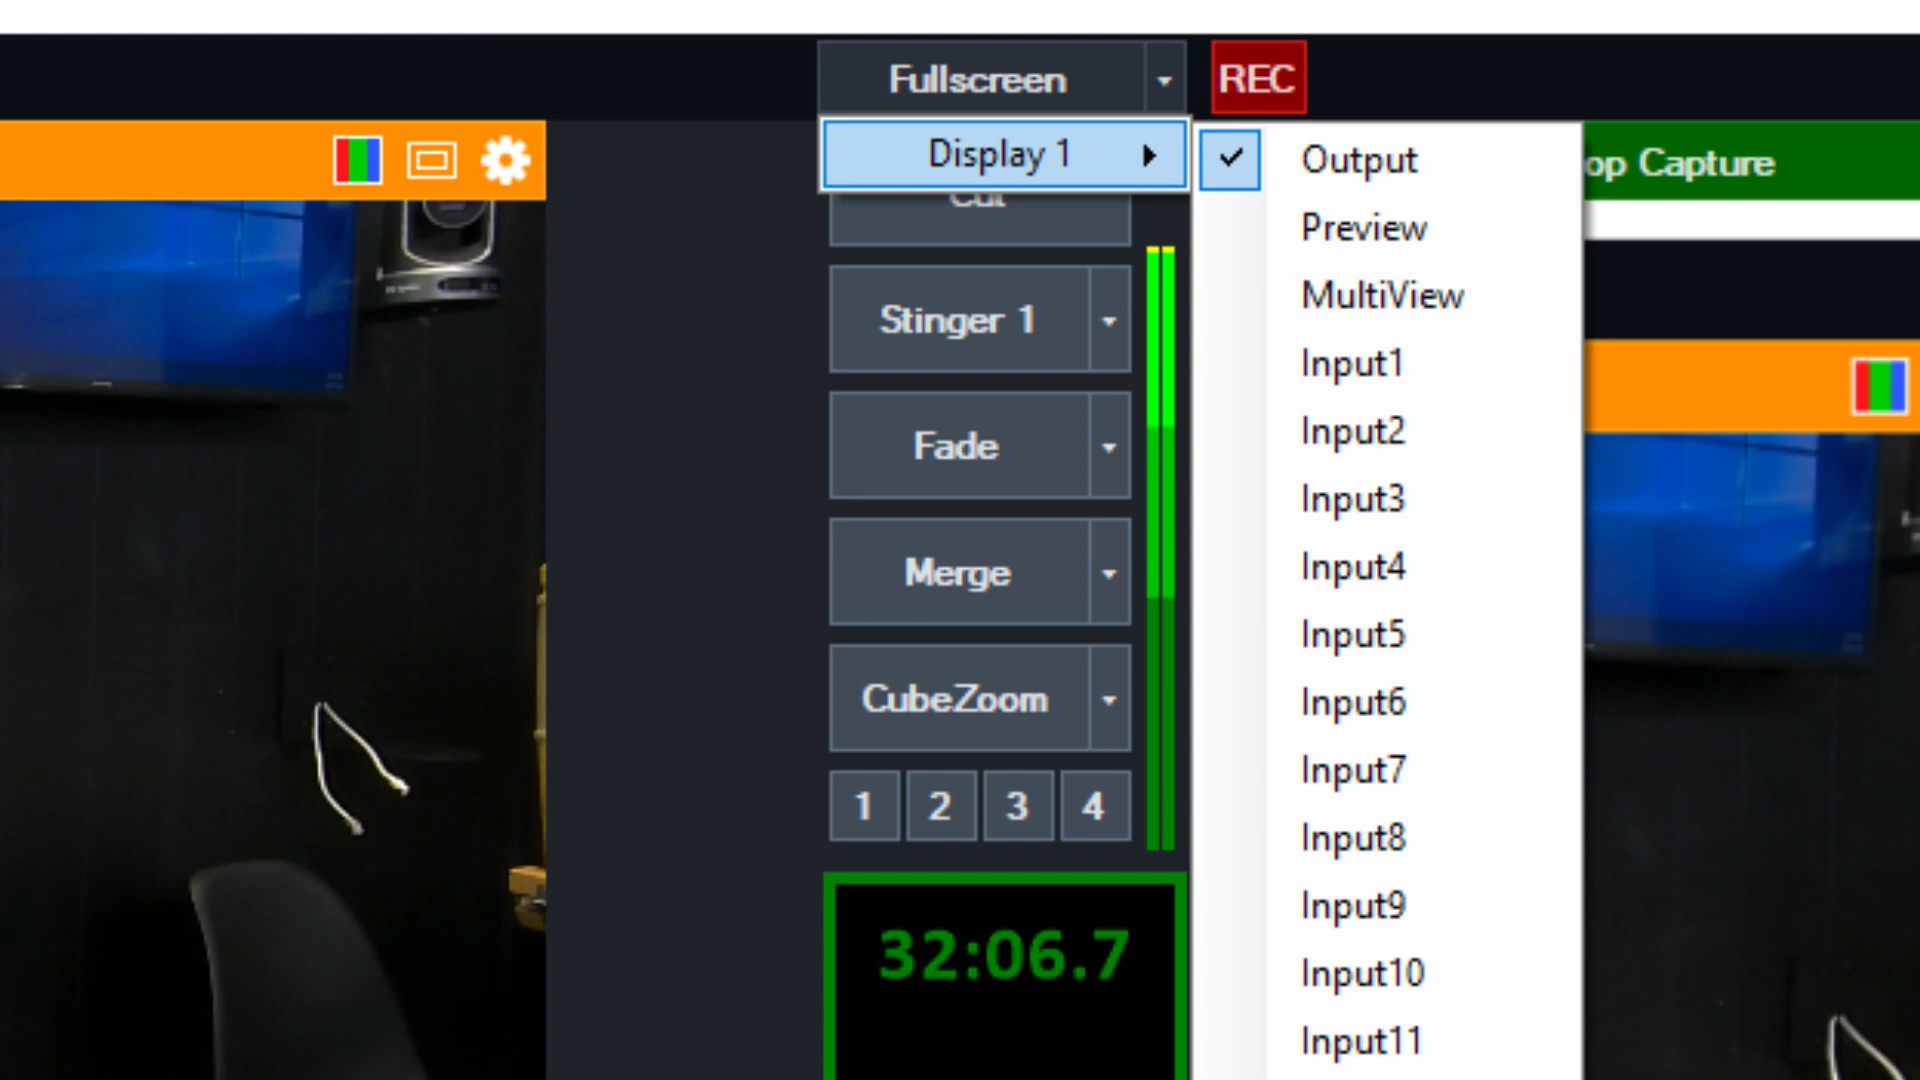 Fullscreen
REC
Display 1
Cut
Stinger 1
Fade
Merge
CubeZoom
1 2 3 4
32:06.7
Output
Preview
MultiView
Input1
Input2
Input3
Input4
Input5
Input6
Input7
Input8
Input9
Input10
Input11
op Capture